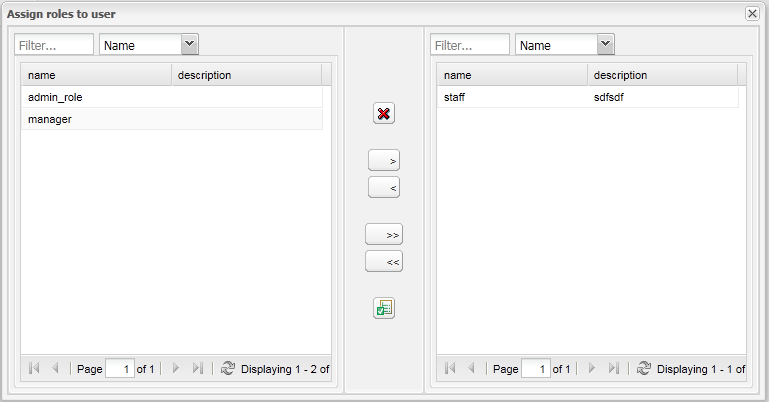 Assign roles to user
Filter... Name
name description
admin_role
manager
Page 1 of 1 Displaying 1 - 2 of
>
<
>>
<<
Filter... Name
name description
staff sdfsdf
Page 1 of 1 Displaying 1 - 1 of